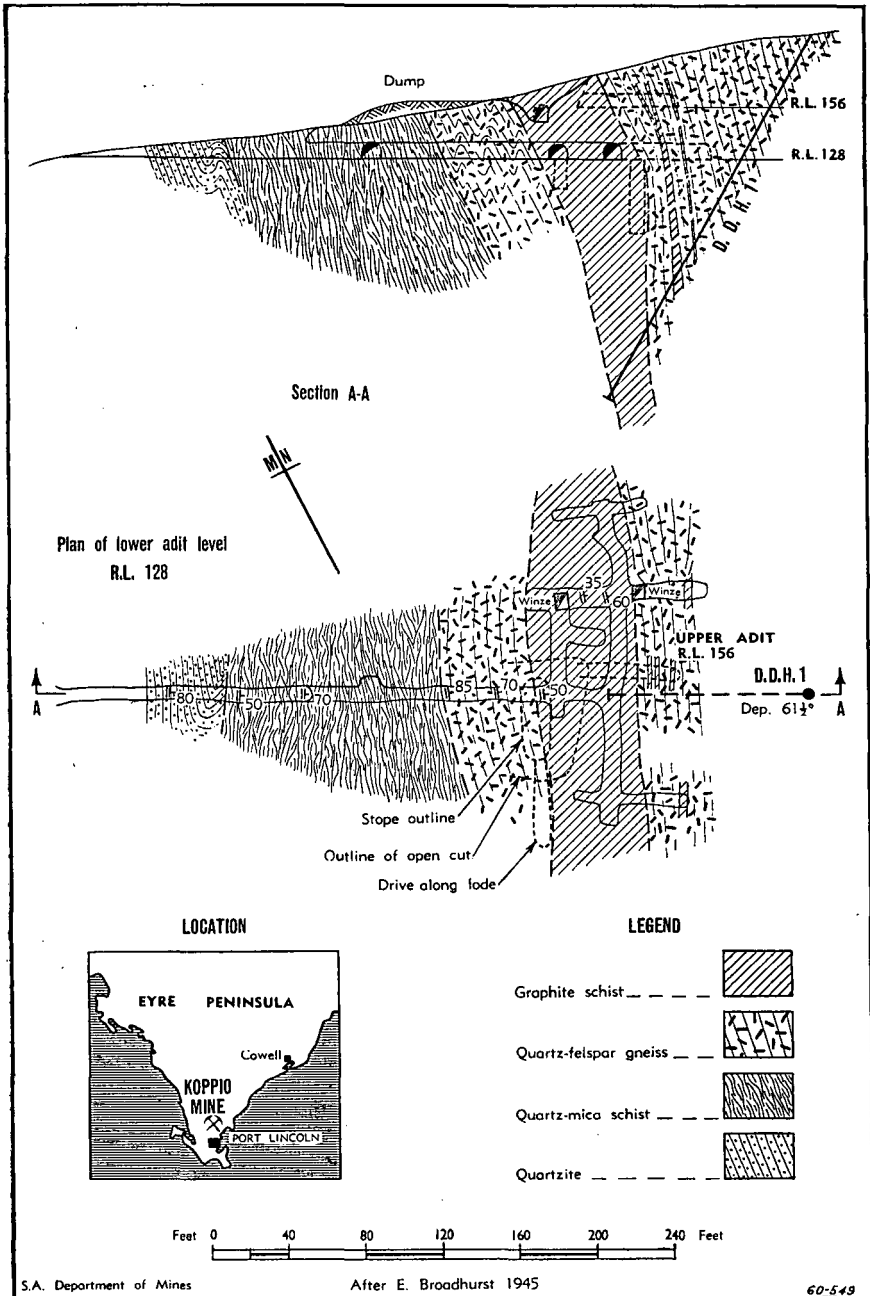 Dump
R.L. 156
R.L. 128
D. D. H. 1
Section A-A
M N
Plan of lower adit level
R.L. 128
35
Winze
60
Winze
UPPER ADIT
R.L. 156
D.D.H. 1
Dep. 61½°
A
80
50
70
85
70
50
A
Stope outline
Outline of open cut
Drive along fode
LOCATION
EYRE PENINSULA
Cowell
KOPPIO
MINE
PORT LINCOLN
LEGEND
Graphite schist
Quartz-felspar gneiss
Quartz-mica schist
Quartzite
Feet 0 40 80 120 160 200 240 Feet
S.A. Department of Mines
After E. Broadhurst 1945
60-549